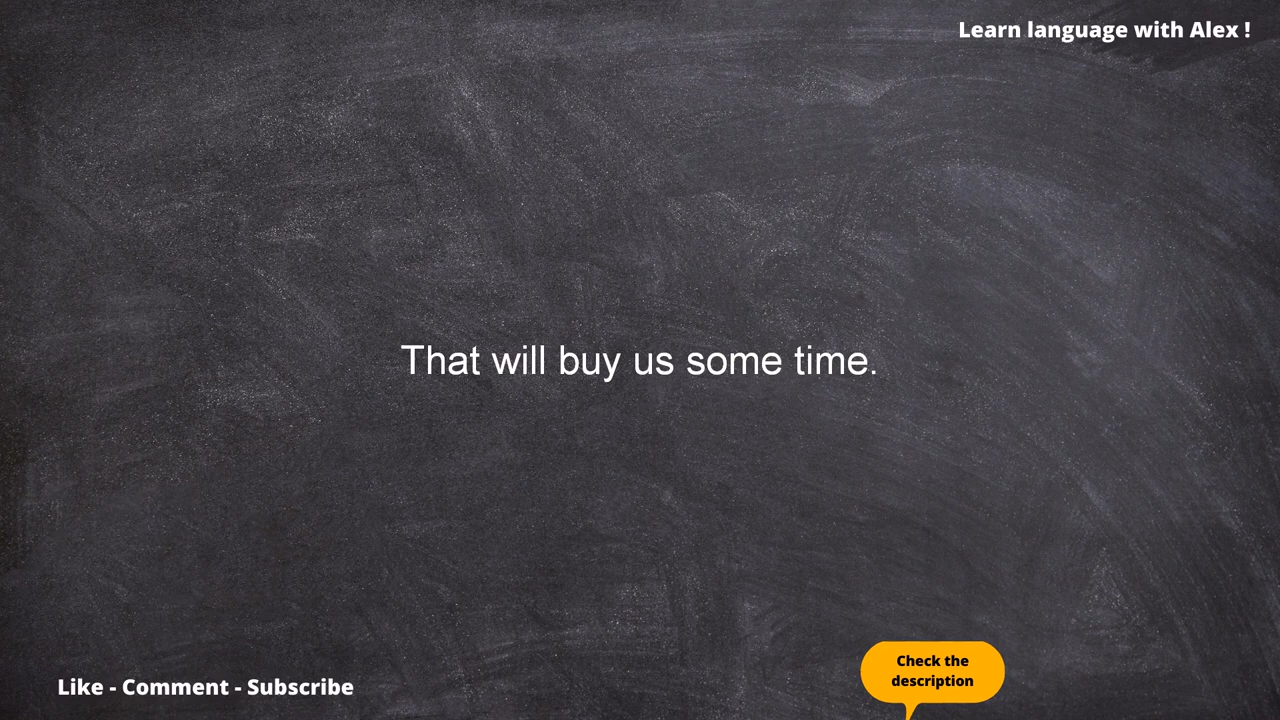 Learn language with Alex !
That will buy us some time.
Check the
description
Like - Comment - Subscribe